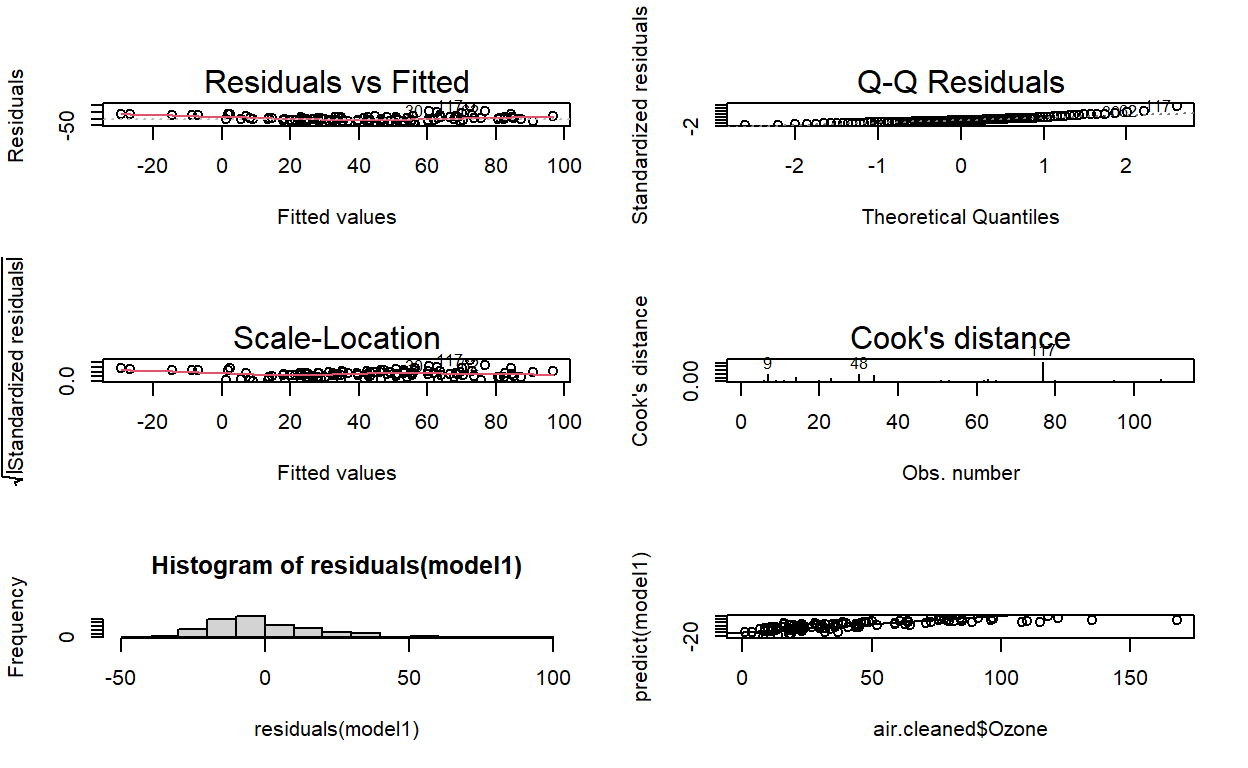 Residuals vs Fitted
Residuals
-50
30
117
-20 0 20 40 60 80 100
Fitted values
Q-Q Residuals
Standardized residuals
-2
117
-2 -1 0 1 2
Theoretical Quantiles
Scale-Location
√|Standardized residuals|
0.0
117
-20 0 20 40 60 80 100
Fitted values
Cook's distance
Cook's distance
0.00
9 48 117
0 20 40 60 80 100
Obs. number
Histogram of residuals(model1)
Frequency
0
-50 0 50 100
residuals(model1)
predict(model1)
-20
0 50 100 150
air.cleaned$Ozone